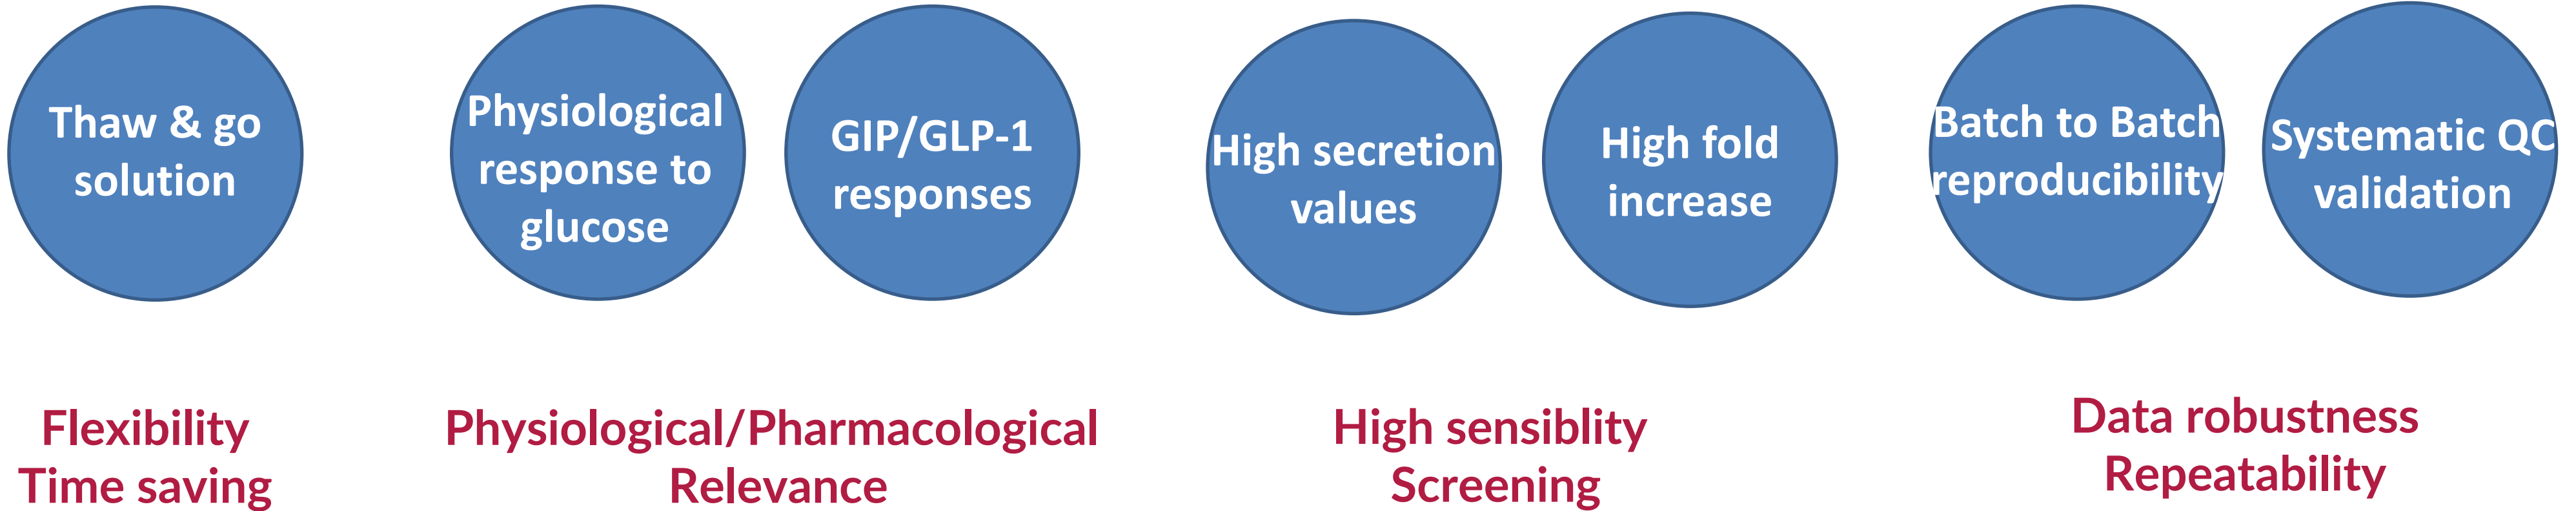 Thaw & go
solution
Physiological
response to
glucose
GIP/GLP-1
responses
High secretion
values
High fold
increase
Batch to Batch
reproducibility
Systematic QC
validation
Flexibility
Time saving
Physiological/Pharmacological
Relevance
High sensiblity
Screening
Data robustness
Repeatability